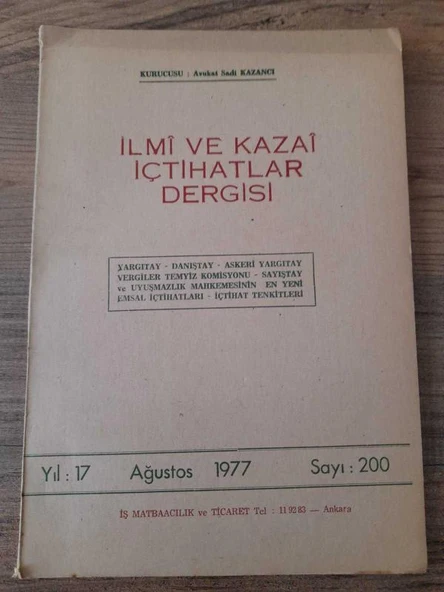 KURUCUSU : Avukat Sadi KAZANCI
İLMÎ VE KAZAÎ
İÇTİHATLAR
DERGİSİ
YARGITAY - DANIŞTAY - ASKERİ YARGITAY
VERGİLER TEMYİZ KOMİSYONU - SAYIŞTAY
ve UYUŞMAZLIK MAHKEMESİNİN EN YENİ
EMSAL İÇTİHATLARI - İÇTİHAT TENKİTLERİ
Yıl : 17 Ağustos 1977 Sayı : 200
İŞ MATBAACILIK ve TİCARET Tel : 11 92 83 — Ankara